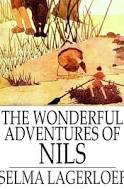 THE WONDERFUL
ADVENTURES OF
NILS
SELMA LAGERLOEF